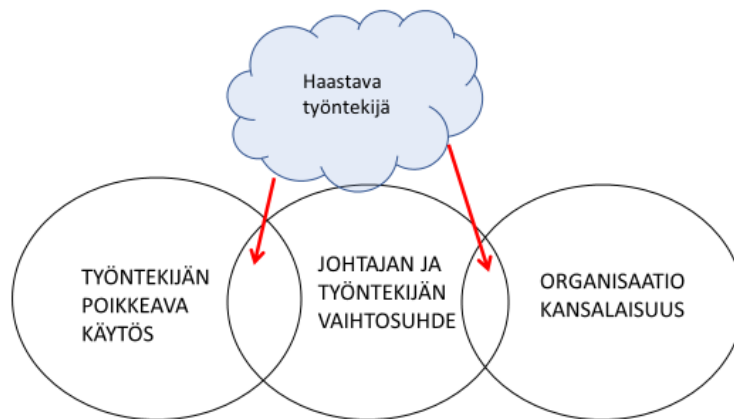 Haastava
työntekijä
TYÖNTEKIJÄN
POIKKEAVA
KÄYTÖS
JOHTAJAN JA
TYÖNTEKIJÄN
VAIHTOSUHDE
ORGANISAATIO
KANSALAISUUS